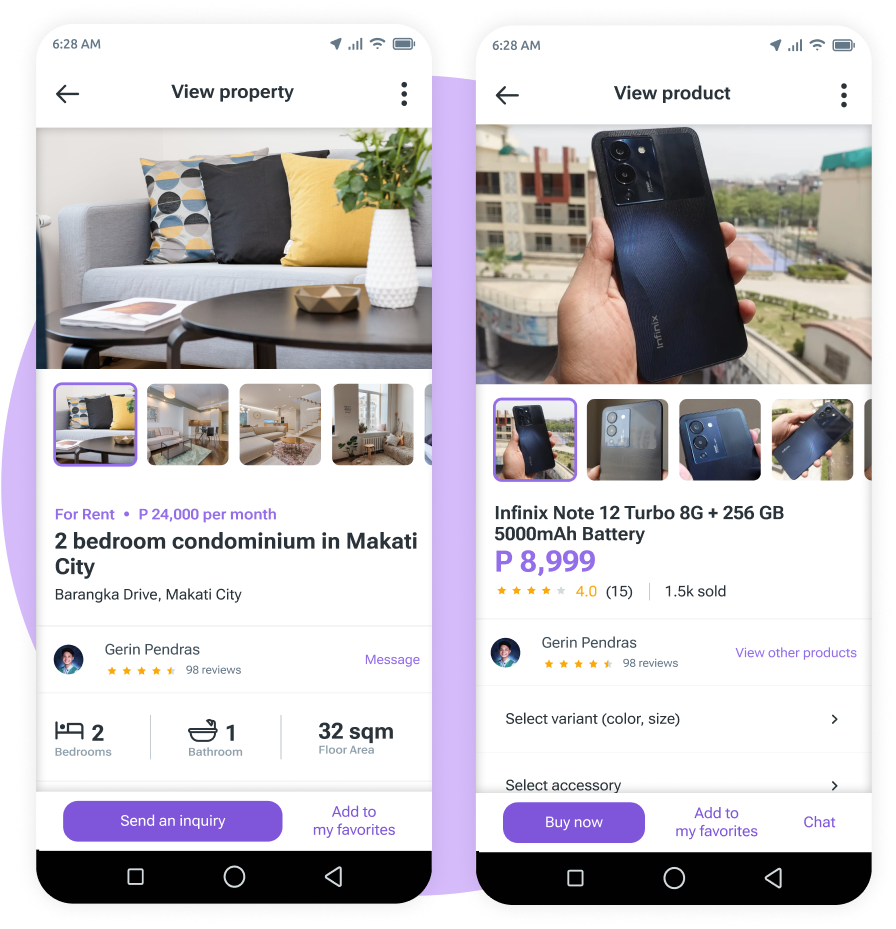 6:28 AM
View property
For Rent • P 24,000 per month
2 bedroom condominium in Makati
City
Barangka Drive, Makati City
Gerin Pendras
98 reviews
Message
2
Bedrooms
1
Bathroom
32 sqm
Floor Area
Send an inquiry
Add to
my favorites
6:28 AM
View product
Infinix
Infinix Note 12 Turbo 8G + 256 GB
5000mAh Battery
P 8,999
4.0 (15)
1.5k sold
Gerin Pendras
98 reviews
View other products
Select variant (color, size)
Select accessory
Buy now
Add to
my favorites
Chat